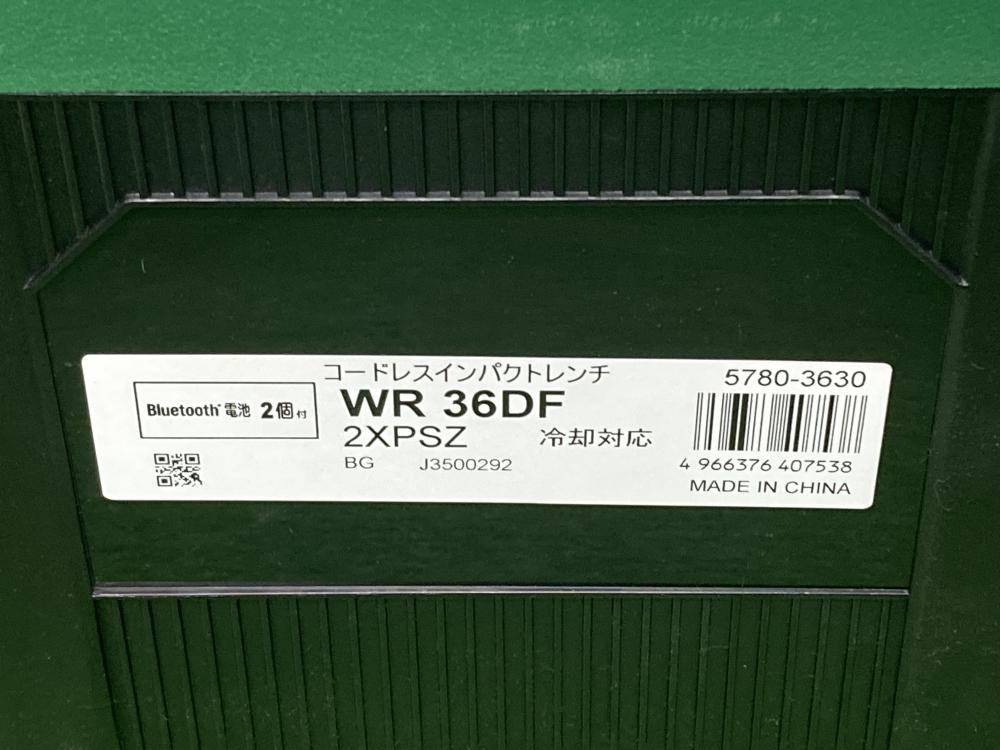 コードレスインパクトレンチ
Bluetooth® 電池 2個付
WR 36DF
2XPSZ 冷却対応
BG J3500292
5780-3630
4 966376 407538
MADE IN CHINA